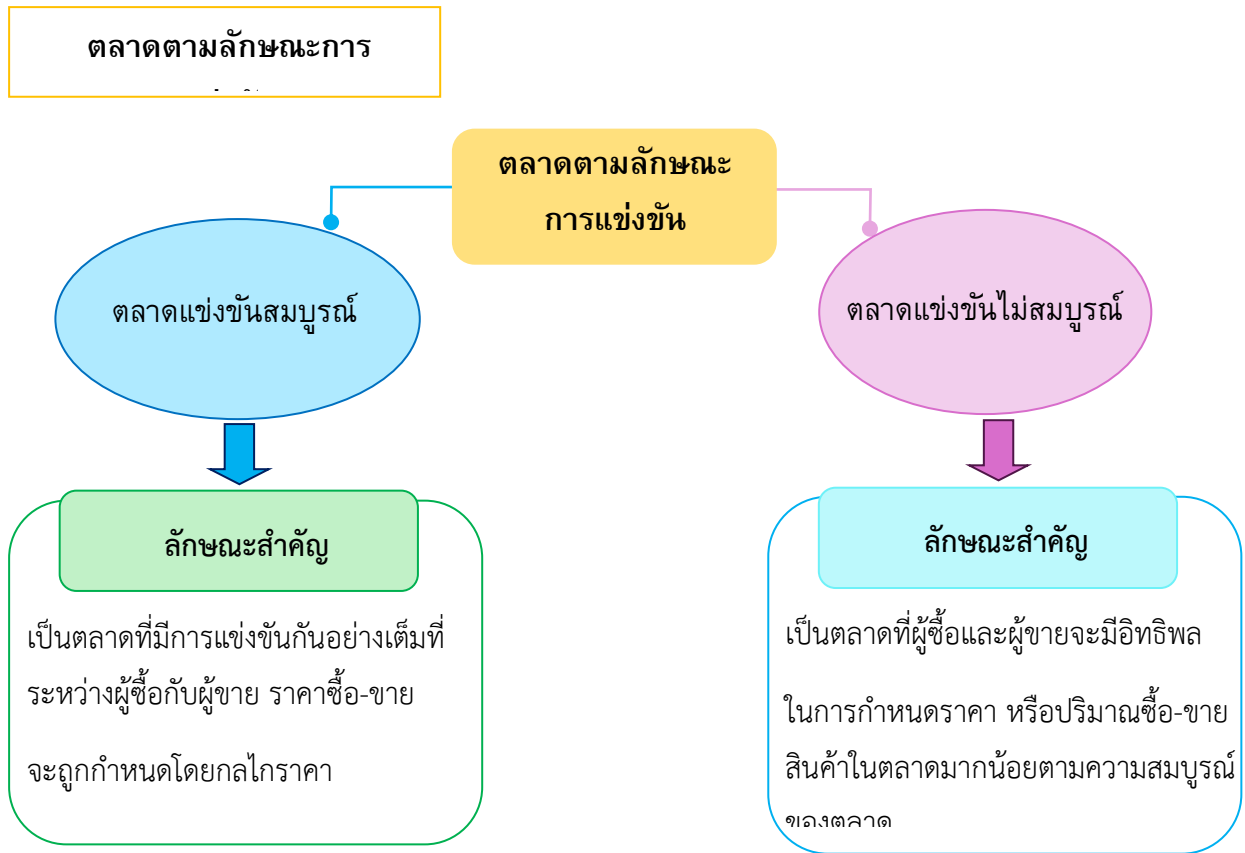 ตลาดตามลักษณะการ
ตลาดตามลักษณะ
การแข่งขัน
ตลาดแข่งขันสมบูรณ์
ตลาดแข่งขันไม่สมบูรณ์
ลักษณะสำคัญ
เป็นตลาดที่มีการแข่งขันกันอย่างเต็มที่
ระหว่างผู้ซื้อกับผู้ขาย ราคาซื้อ-ขาย
จะถูกกำหนดโดยกลไกราคา
ลักษณะสำคัญ
เป็นตลาดที่ผู้ซื้อและผู้ขายจะมีอิทธิพล
ในการกำหนดราคา หรือปริมาณซื้อ-ขาย
สินค้าในตลาดมากน้อยตามความสมบูรณ์
ของตลาด